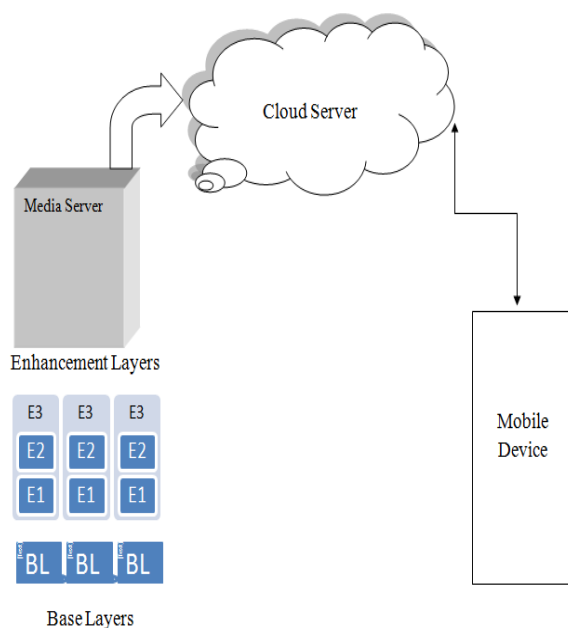 Cloud Server
Media Server
Enhancement Layers
E3 E3 E3
E2 E2 E2
E1 E1 E1
BL BL BL
Base Layers
Mobile
Device